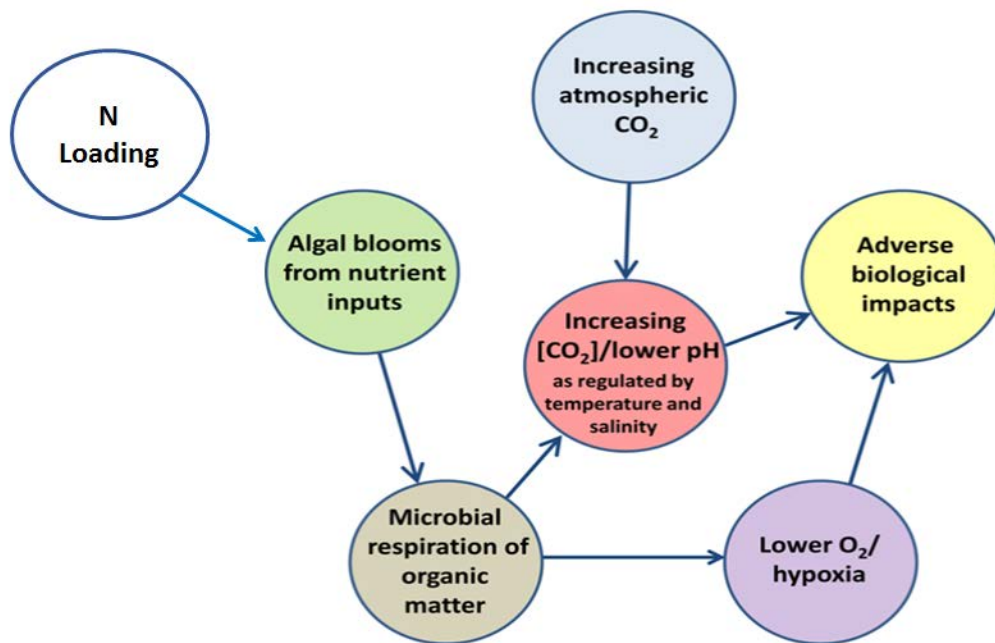 N
Loading
Increasing
atmospheric
CO₂
Algal blooms
from nutrient
inputs
Adverse
biological
impacts
Increasing
[CO₂]/lower pH
as regulated by
temperature and
salinity
Microbial
respiration of
organic
matter
Lower O₂/
hypoxia